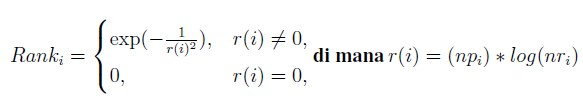 Rank_i = { exp(−1/r(i)²), r(i) ≠ 0,
0, r(i) = 0, di mana r(i) = (np_i) * log(nr_i)